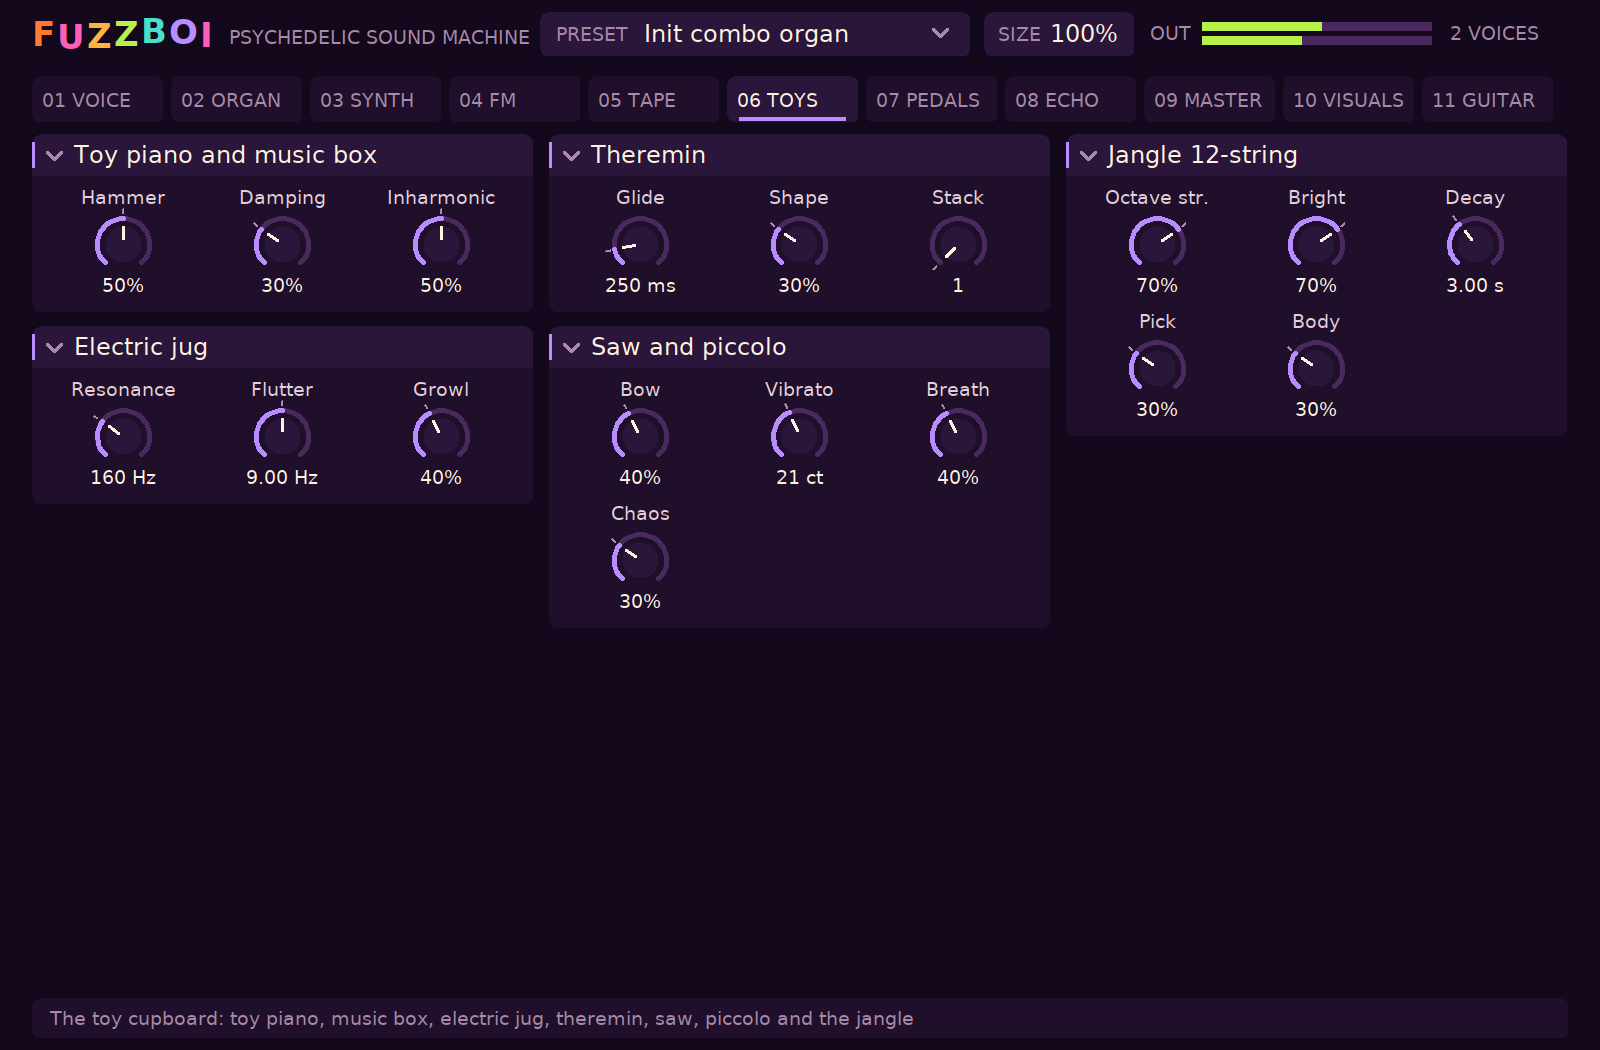 FUZZBOI PSYCHEDELIC SOUND MACHINE PRESET Init combo organ SIZE 100% OUT 2 VOICES
01 VOICE 02 ORGAN 03 SYNTH 04 FM 05 TAPE 06 TOYS 07 PEDALS 08 ECHO 09 MASTER 10 VISUALS 11 GUITAR
Toy piano and music box
Hammer Damping Inharmonic
50% 30% 50%
Electric jug
Resonance Flutter Growl
160 Hz 9.00 Hz 40%
Theremin
Glide Shape Stack
250 ms 30% 1
Saw and piccolo
Bow Vibrato Breath
40% 21 ct 40%
Chaos
30%
Jangle 12-string
Octave str. Bright Decay
70% 70% 3.00 s
Pick Body
30% 30%
The toy cupboard: toy piano, music box, electric jug, theremin, saw, piccolo and the jangle